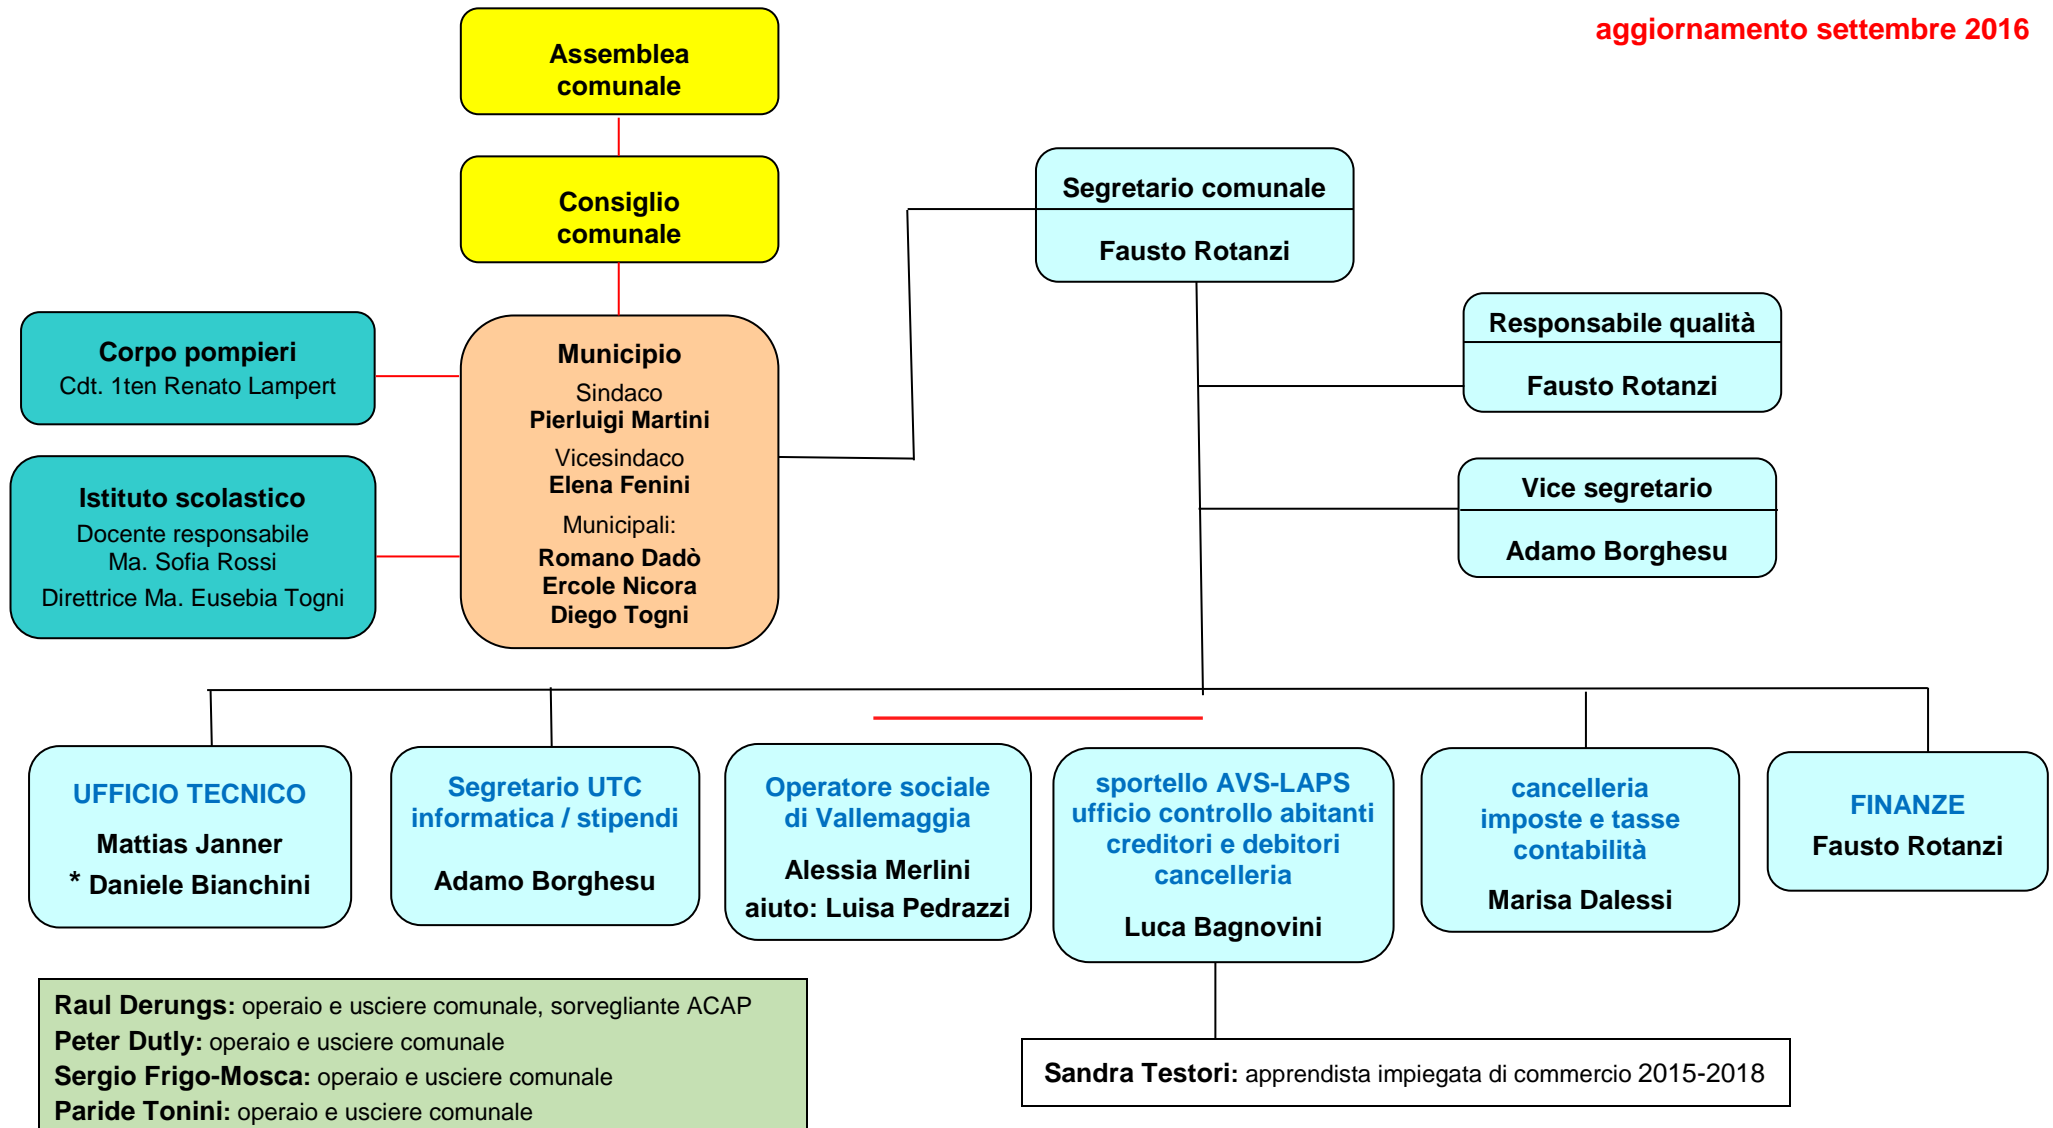 aggiornamento settembre 2016
Assemblea
comunale
Consiglio
comunale
Segretario comunale
Fausto Rotanzi
Responsabile qualità
Fausto Rotanzi
Vice segretario
Adamo Borghesu
Corpo pompieri
Cdt. 1ten Renato Lampert
Istituto scolastico
Docente responsabile
Ma. Sofia Rossi
Direttrice Ma. Eusebia Togni
Municipio
Sindaco
Pierluigi Martini
Vicesindaco
Elena Fenini
Municipali:
Romano Dadò
Ercole Nicora
Diego Togni
UFFICIO TECNICO
Mattias Janner
* Daniele Bianchini
Segretario UTC
informatica / stipendi
Adamo Borghesu
Operatore sociale
di Vallemaggia
Alessia Merlini
aiuto: Luisa Pedrazzi
sportello AVS-LAPS
ufficio controllo abitanti
creditori e debitori
cancelleria
Luca Bagnovini
cancelleria
imposte e tasse
contabilità
Marisa Dalessi
FINANZE
Fausto Rotanzi
Raul Derungs: operaio e usciere comunale, sorvegliante ACAP
Peter Dutly: operaio e usciere comunale
Sergio Frigo-Mosca: operaio e usciere comunale
Paride Tonini: operaio e usciere comunale
Sandra Testori: apprendista impiegata di commercio 2015-2018